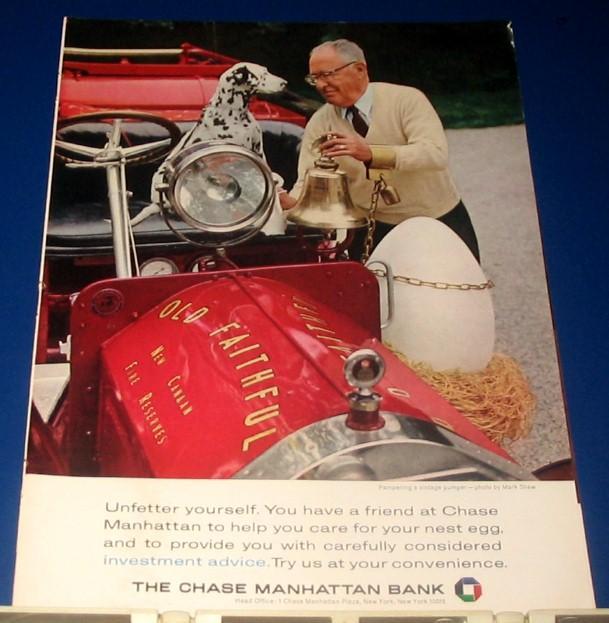 OLD FAITHFUL
New Canaan
Fire Reserves
Pampering a vintage pumper — photo by Mark Shaw
Unfetter yourself. You have a friend at Chase
Manhattan to help you care for your nest egg,
and to provide you with carefully considered
investment advice. Try us at your convenience.
THE CHASE MANHATTAN BANK
Head Office: 1 Chase Manhattan Plaza, New York, New York 10005